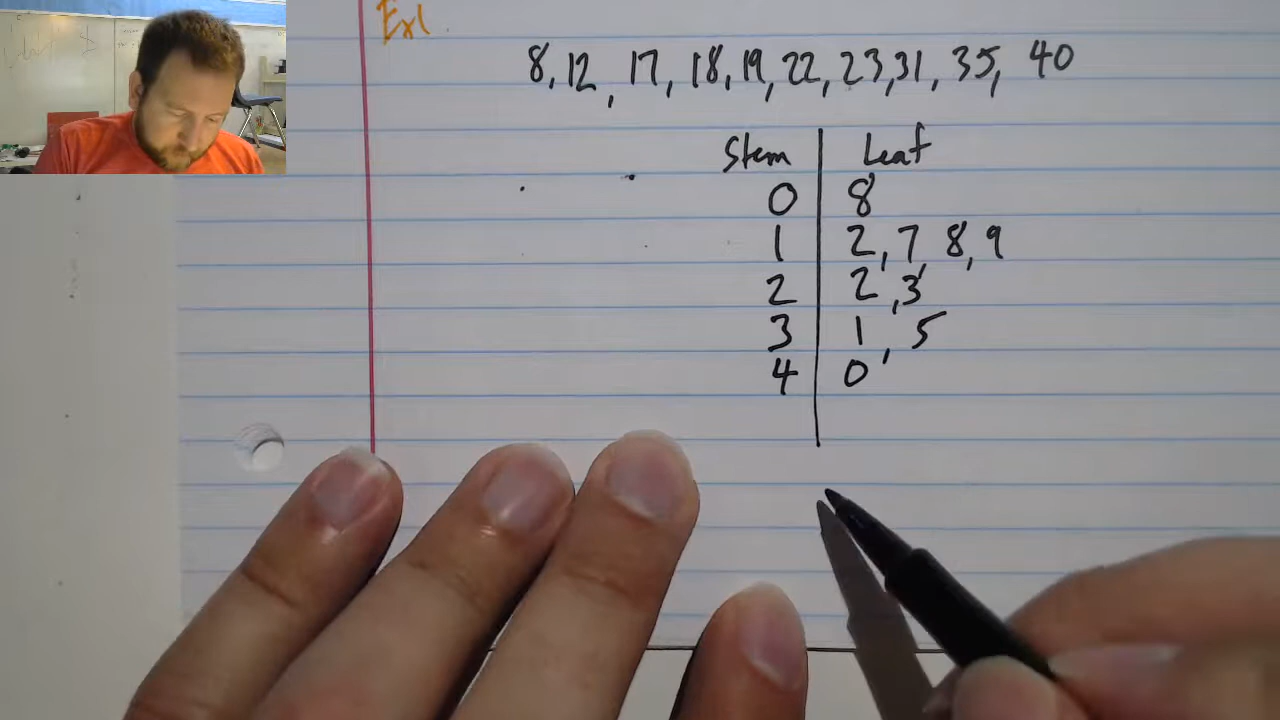 Ex1
8, 12, 17, 18, 19, 22, 23, 31, 35, 40
Stem Leaf
0 8
1 2, 7, 8, 9
2 2, 3
3 1, 5
4 0